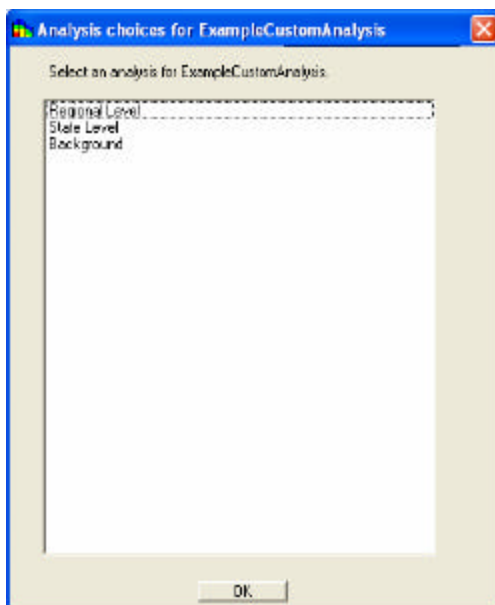 Analysis choices for ExampleCustomAnalysis
Select an analysis for ExampleCustomAnalysis.
Regional Level
State Level
Background
OK